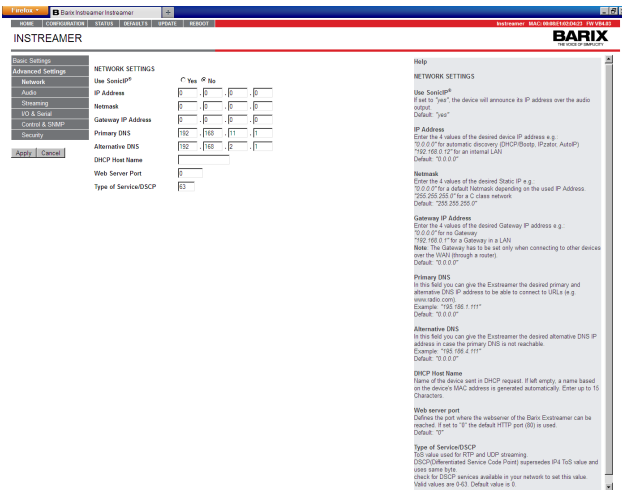 Firefox
Barix Instreamer Instreamer
HOME CONFIGURATION STATUS DEFAULTS UPDATE REBOOT
Instreamer MAC: 00:08:E1:02:D4:23 FW VB4.03
INSTREAMER
BARIX
THE VOICE OF SIMPLICITY
Basic Settings
Advanced Settings
Network
Audio
Streaming
I/O & Serial
Control & SNMP
Security
Apply Cancel
NETWORK SETTINGS
Use SonicIP® Yes No
IP Address 0 . 0 . 0 . 0
Netmask 0 . 0 . 0 . 0
Gateway IP Address 0 . 0 . 0 . 0
Primary DNS 192 . 168 . 11 . 1
Alternative DNS 192 . 168 . 2 . 1
DHCP Host Name
Web Server Port 0
Type of Service/DSCP 63
Help
NETWORK SETTINGS
Use SonicIP®
If set to "yes", the device will announce its IP address over the audio
output.
Default: "yes"
IP Address
Enter the 4 values of the desired device IP address e.g.:
"0.0.0.0" for automatic discovery (DHCP/Bootp, IPzator, AutoIP)
"192.168.0.12" for an internal LAN
Default: "0.0.0.0"
Netmask
Enter the 4 values of the desired Static IP e.g.:
"0.0.0.0" for a default Netmask depending on the used IP Address.
"255.255.255.0" for a C class network
Default: "255.255.255.0"
Gateway IP Address
Enter the 4 values of the desired Gateway IP address e.g.:
"0.0.0.0" for no Gateway
"192.168.0.1" for a Gateway in a LAN
Note: The Gateway has to be set only when connecting to other devices
over the WAN (through a router).
Default: "0.0.0.0"
Primary DNS
In this field you can give the Exstreamer the desired primary and
alternative DNS IP address to be able to connect to URLs (e.g.
www.radio.com).
Example: "195.186.1.111"
Default: "0.0.0.0"
Alternative DNS
In this field you can give the Exstreamer the desired alternative DNS IP
address in case the primary DNS is not reachable.
Example: "195.186.4.111"
Default: "0.0.0.0"
DHCP Host Name
Name of the device sent in DHCP request. If left empty, a name based
on the device's MAC address is generated automatically. Enter up to 15
Characters.
Web server port
Defines the port where the webserver of the Barix Exstreamer can be
reached. If set to "0" the default HTTP port (80) is used.
Default: "0"
Type of Service/DSCP
ToS value used for RTP and UDP streaming.
DSCP(Differentiated Service Code Point) supersedes IP4 ToS value and
uses same byte.
check for DSCP services available in your network to set this value.
Valid values are 0-63. Default value is 0.